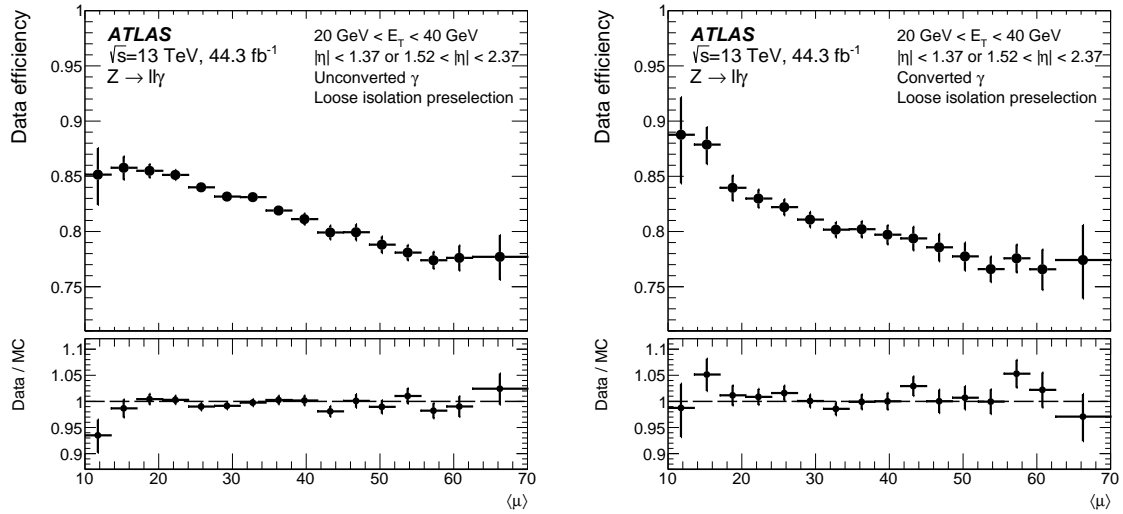 ATLAS
√s=13 TeV, 44.3 fb-1
Z → llγ
20 GeV < ET < 40 GeV
|η| < 1.37 or 1.52 < |η| < 2.37
Unconverted γ
Loose isolation preselection
Data efficiency
1
0.95
0.9
0.85
0.8
0.75
Data / MC
1.1
1.05
1
0.95
0.9
10 20 30 40 50 60 70
⟨μ⟩
ATLAS
√s=13 TeV, 44.3 fb-1
Z → llγ
20 GeV < ET < 40 GeV
|η| < 1.37 or 1.52 < |η| < 2.37
Converted γ
Loose isolation preselection
Data efficiency
1
0.95
0.9
0.85
0.8
0.75
Data / MC
1.1
1.05
1
0.95
0.9
10 20 30 40 50 60 70
⟨μ⟩